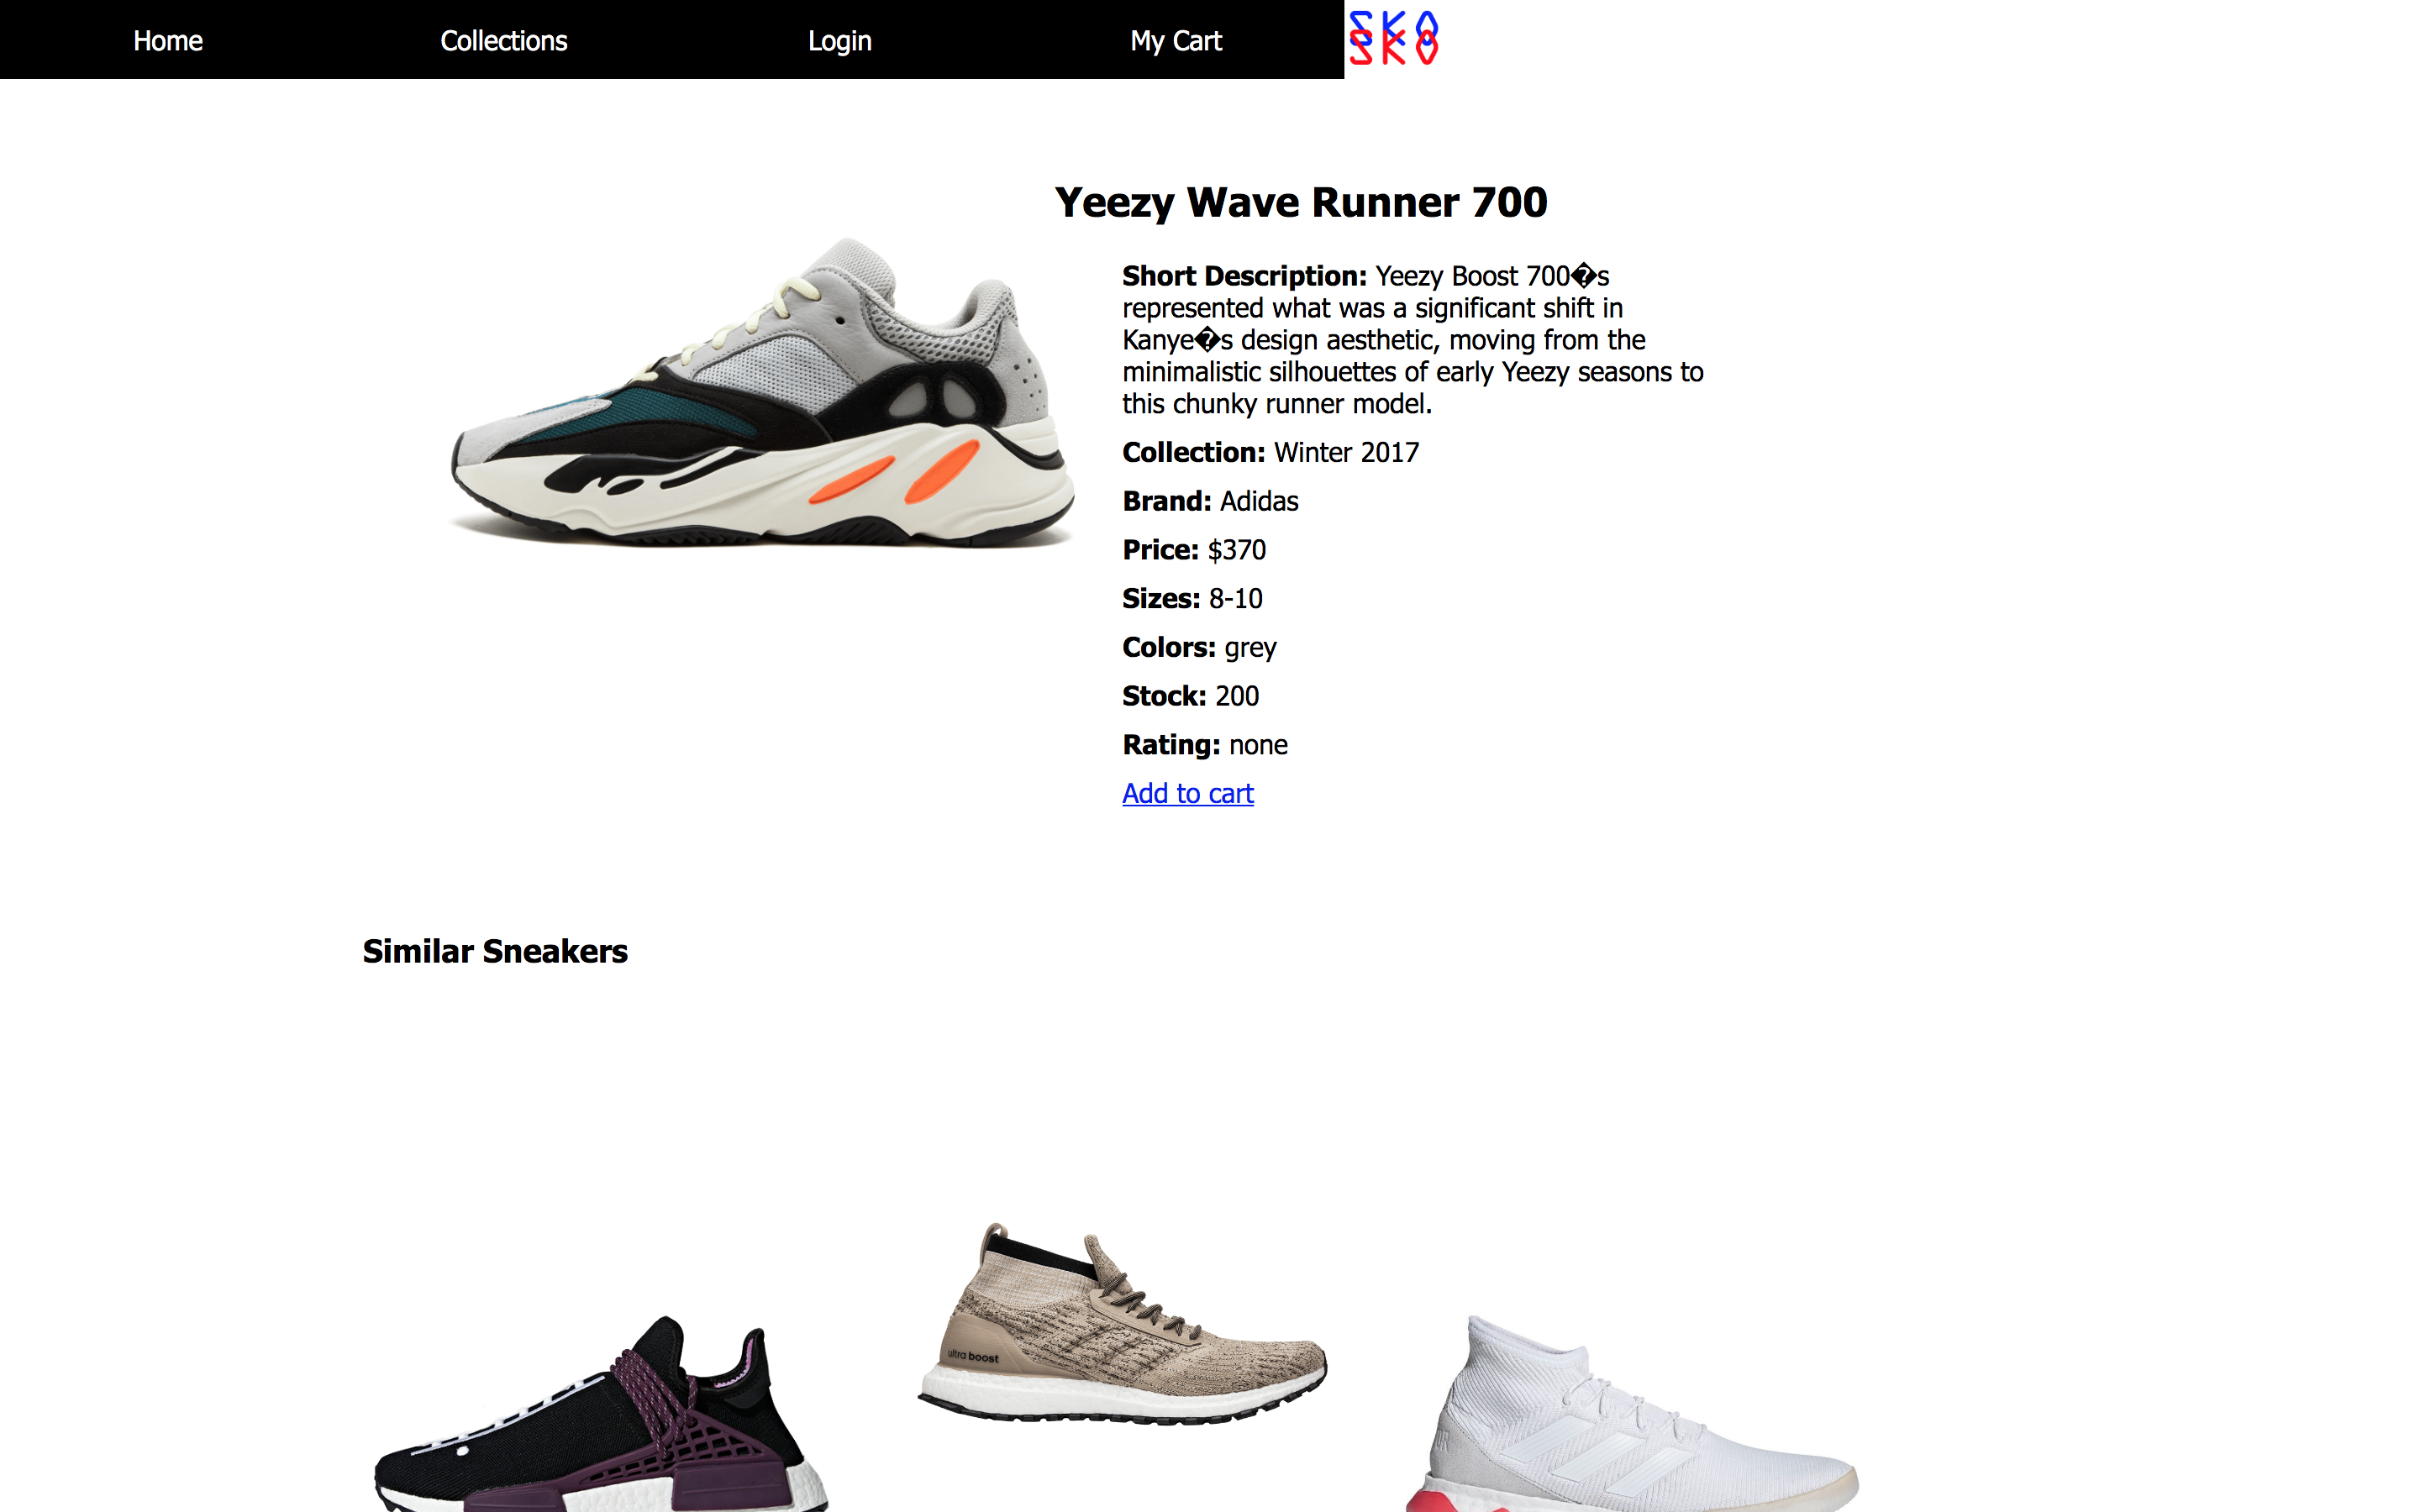 Home Collections Login My Cart SKO
SKO
Yeezy Wave Runner 700
Short Description: Yeezy Boost 700�s
represented what was a significant shift in
Kanye�s design aesthetic, moving from the
minimalistic silhouettes of early Yeezy seasons to
this chunky runner model.
Collection: Winter 2017
Brand: Adidas
Price: $370
Sizes: 8-10
Colors: grey
Stock: 200
Rating: none
Add to cart
Similar Sneakers
ultra boost